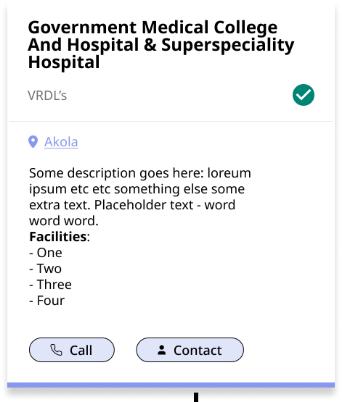 Government Medical College
And Hospital & Superspeciality
Hospital
VRDL's
Akola
Some description goes here: loreum
ipsum etc etc something else some
extra text. Placeholder text - word
word word.
Facilities:
- One
- Two
- Three
- Four
Call
Contact